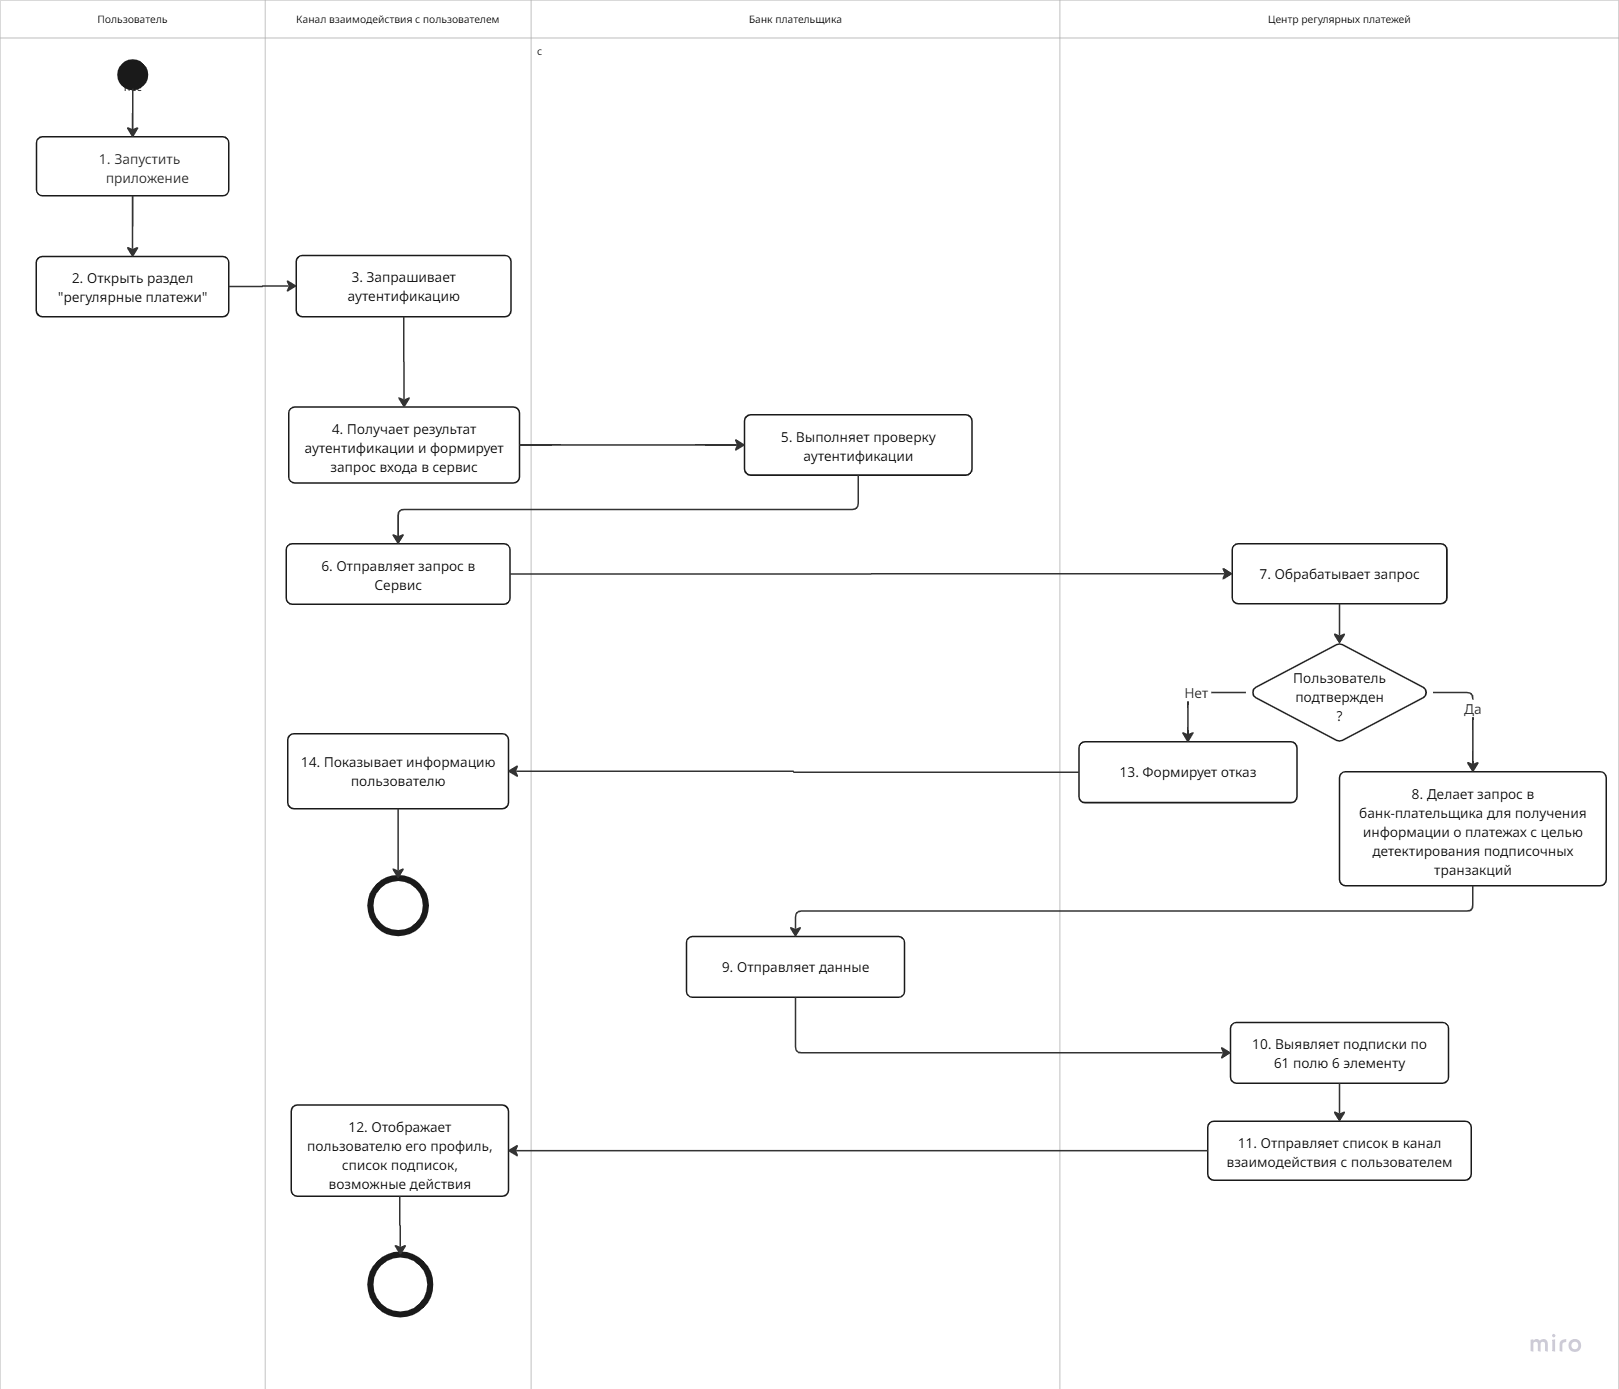 Пользователь
Канал взаимодействия с пользователем
Банк плательщика
Центр регулярных платежей
с
1. Запустить
приложение
2. Открыть раздел
"регулярные платежи"
3. Запрашивает
аутентификацию
4. Получает результат
аутентификации и формирует
запрос входа в сервис
5. Выполняет проверку
аутентификации
6. Отправляет запрос в
Сервис
7. Обрабатывает запрос
Пользователь
подтвержден
?
Нет
Да
14. Показывает информацию
пользователю
13. Формирует отказ
8. Делает запрос в
банк-плательщика для получения
информации о платежах с целью
детектирования подписочных
транзакций
9. Отправляет данные
10. Выявляет подписки по
61 полю 6 элементу
12. Отображает
пользователю его профиль,
список подписок,
возможные действия
11. Отправляет список в канал
взаимодействия с пользователем
miro